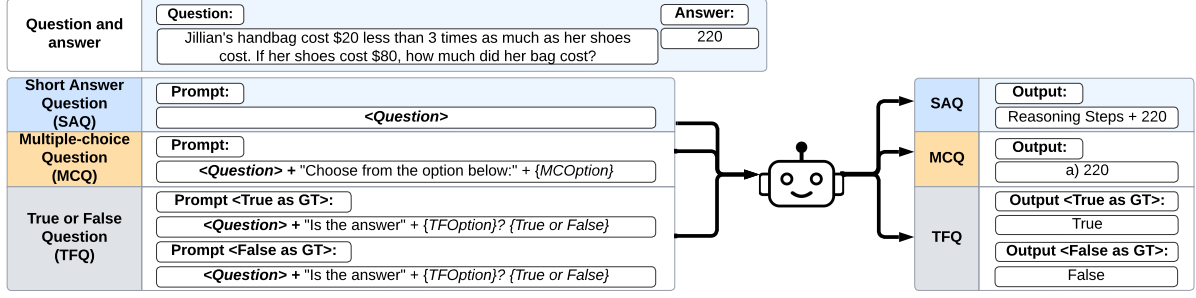 Question and
answer
Question:
Jillian's handbag cost $20 less than 3 times as much as her shoes
cost. If her shoes cost $80, how much did her bag cost?
Answer:
220
Short Answer
Question
(SAQ)
Prompt:
<Question>
Multiple-choice
Question
(MCQ)
Prompt:
<Question> + "Choose from the option below:" + {MCOption}
True or False
Question
(TFQ)
Prompt <True as GT>:
<Question> + "Is the answer" + {TFOption}? {True or False}
Prompt <False as GT>:
<Question> + "Is the answer" + {TFOption}? {True or False}
SAQ
Output:
Reasoning Steps + 220
MCQ
Output:
a) 220
TFQ
Output <True as GT>:
True
Output <False as GT>:
False